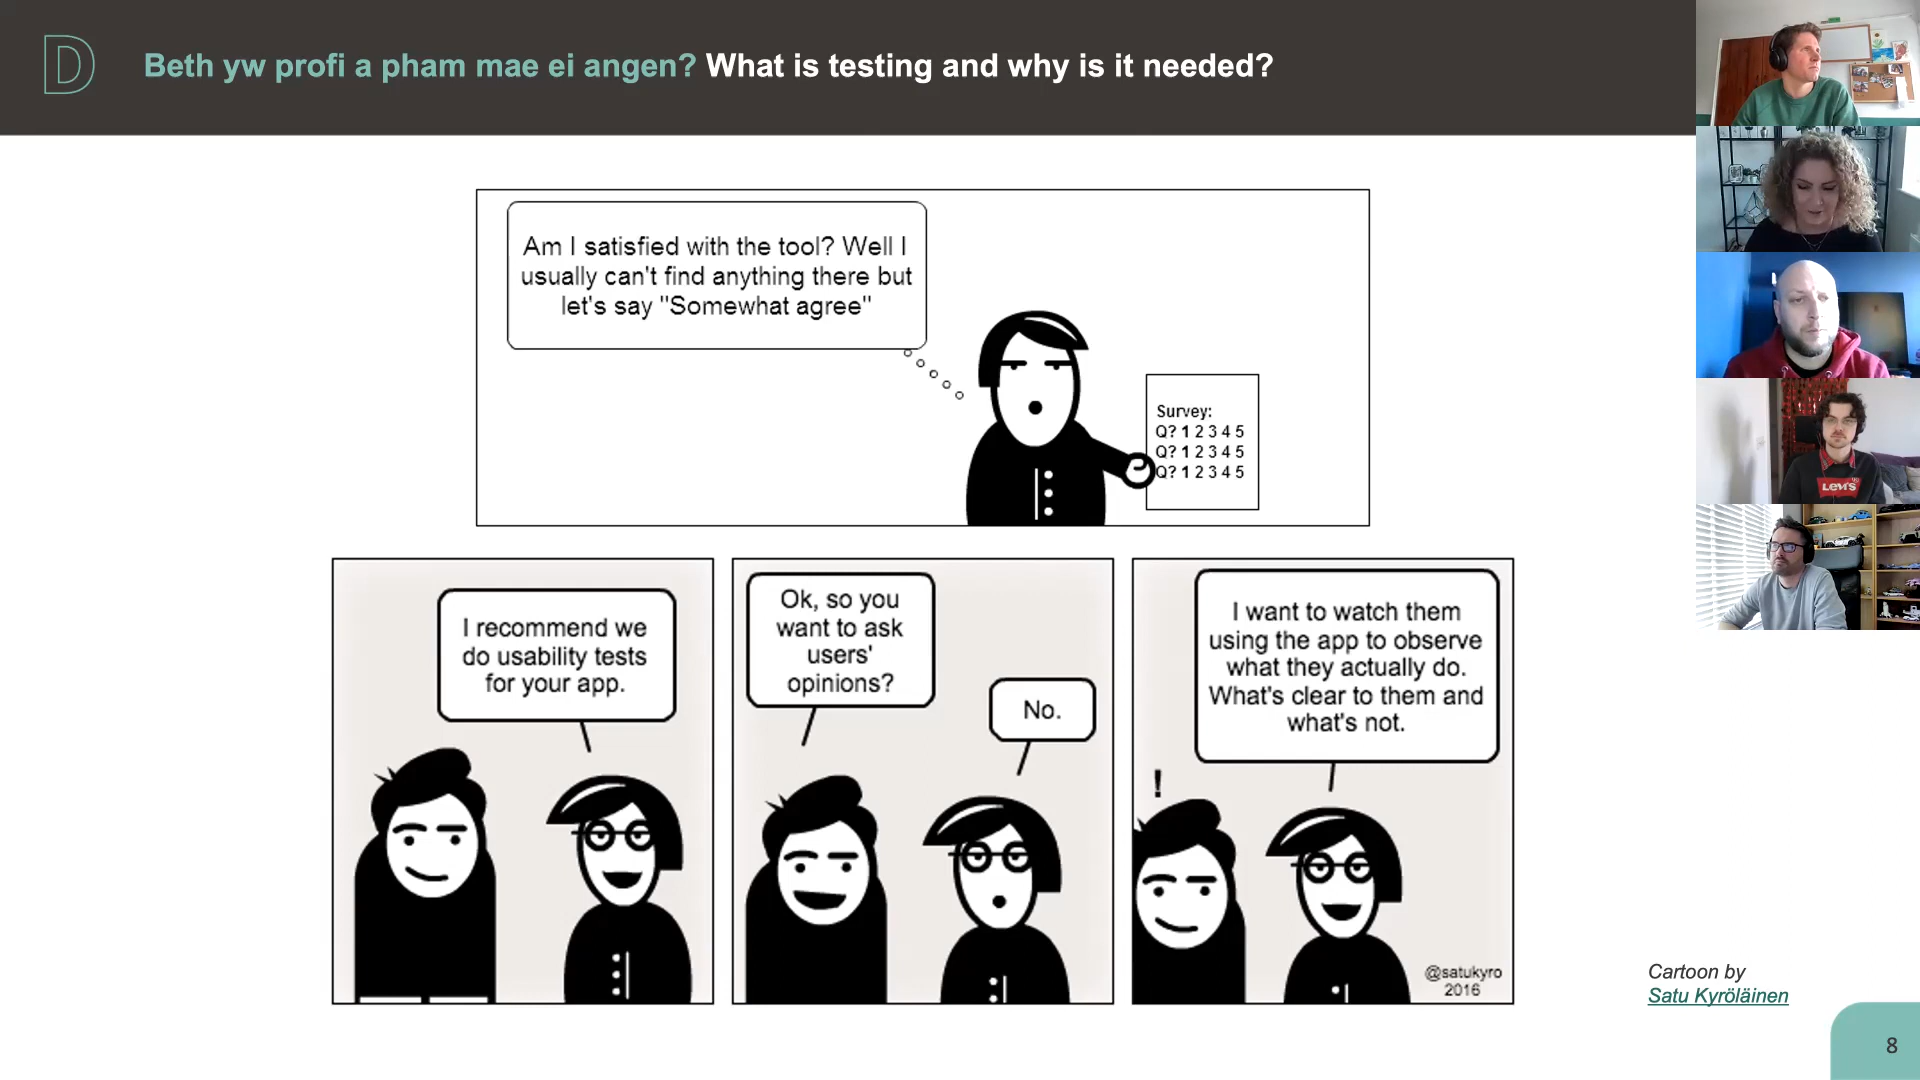 D
Beth yw profi a pham mae ei angen? What is testing and why is it needed?
Am I satisfied with the tool? Well I
usually can't find anything there but
let's say "Somewhat agree"
Survey:
Q? 1 2 3 4 5
Q? 1 2 3 4 5
Q? 1 2 3 4 5
I recommend we
do usability tests
for your app.
Ok, so you
want to ask
users'
opinions?
No.
I want to watch them
using the app to observe
what they actually do.
What's clear to them and
what's not.
!
@satukyro
2016
Cartoon by
Satu Kyröläinen
8
LEVI'S